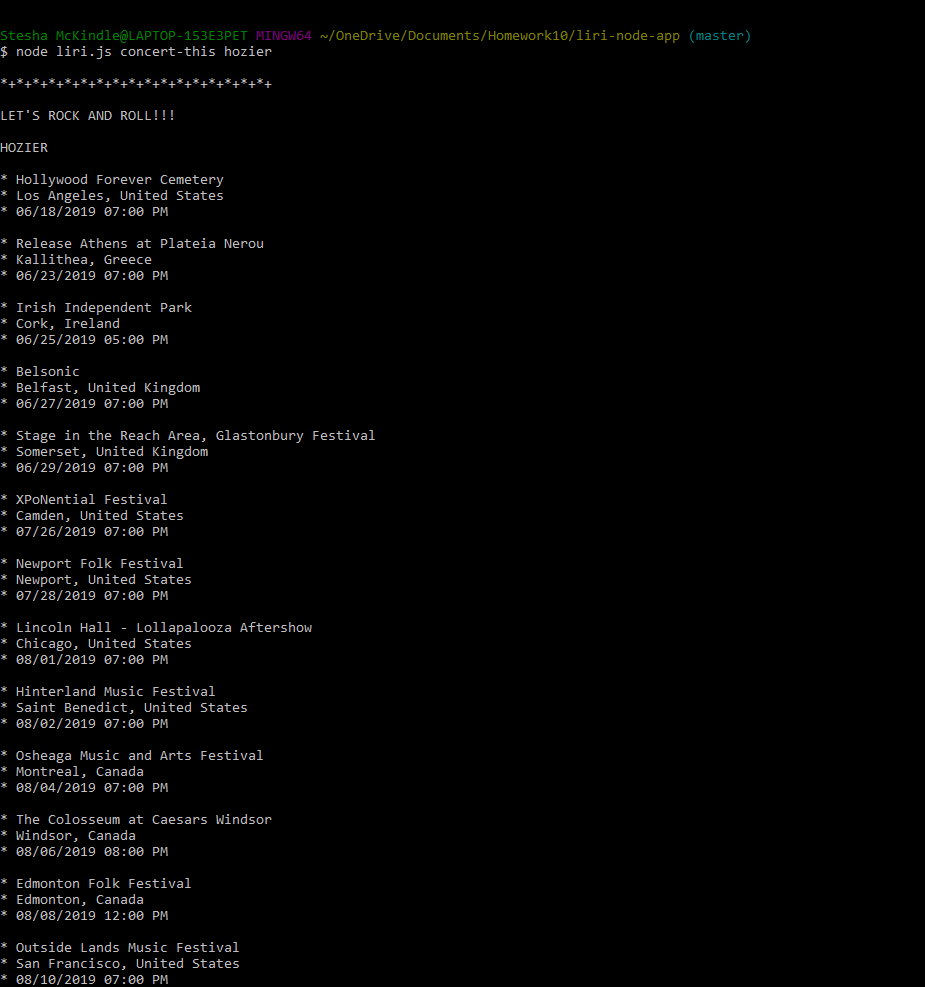 Stesha McKindle@LAPTOP-153E3PET MINGW64 ~/OneDrive/Documents/Homework10/liri-node-app (master)
$ node liri.js concert-this hozier
*+*+*+*+*+*+*+*+*+*+*+*+*+*+*+*+*+
LET'S ROCK AND ROLL!!!
HOZIER
* Hollywood Forever Cemetery
* Los Angeles, United States
* 06/18/2019 07:00 PM
* Release Athens at Plateia Nerou
* Kallithea, Greece
* 06/23/2019 07:00 PM
* Irish Independent Park
* Cork, Ireland
* 06/25/2019 05:00 PM
* Belsonic
* Belfast, United Kingdom
* 06/27/2019 07:00 PM
* Stage in the Reach Area, Glastonbury Festival
* Somerset, United Kingdom
* 06/29/2019 07:00 PM
* XPoNential Festival
* Camden, United States
* 07/26/2019 07:00 PM
* Newport Folk Festival
* Newport, United States
* 07/28/2019 07:00 PM
* Lincoln Hall - Lollapalooza Aftershow
* Chicago, United States
* 08/01/2019 07:00 PM
* Hinterland Music Festival
* Saint Benedict, United States
* 08/02/2019 07:00 PM
* Osheaga Music and Arts Festival
* Montreal, Canada
* 08/04/2019 07:00 PM
* The Colosseum at Caesars Windsor
* Windsor, Canada
* 08/06/2019 08:00 PM
* Edmonton Folk Festival
* Edmonton, Canada
* 08/08/2019 12:00 PM
* Outside Lands Music Festival
* San Francisco, United States
* 08/10/2019 07:00 PM